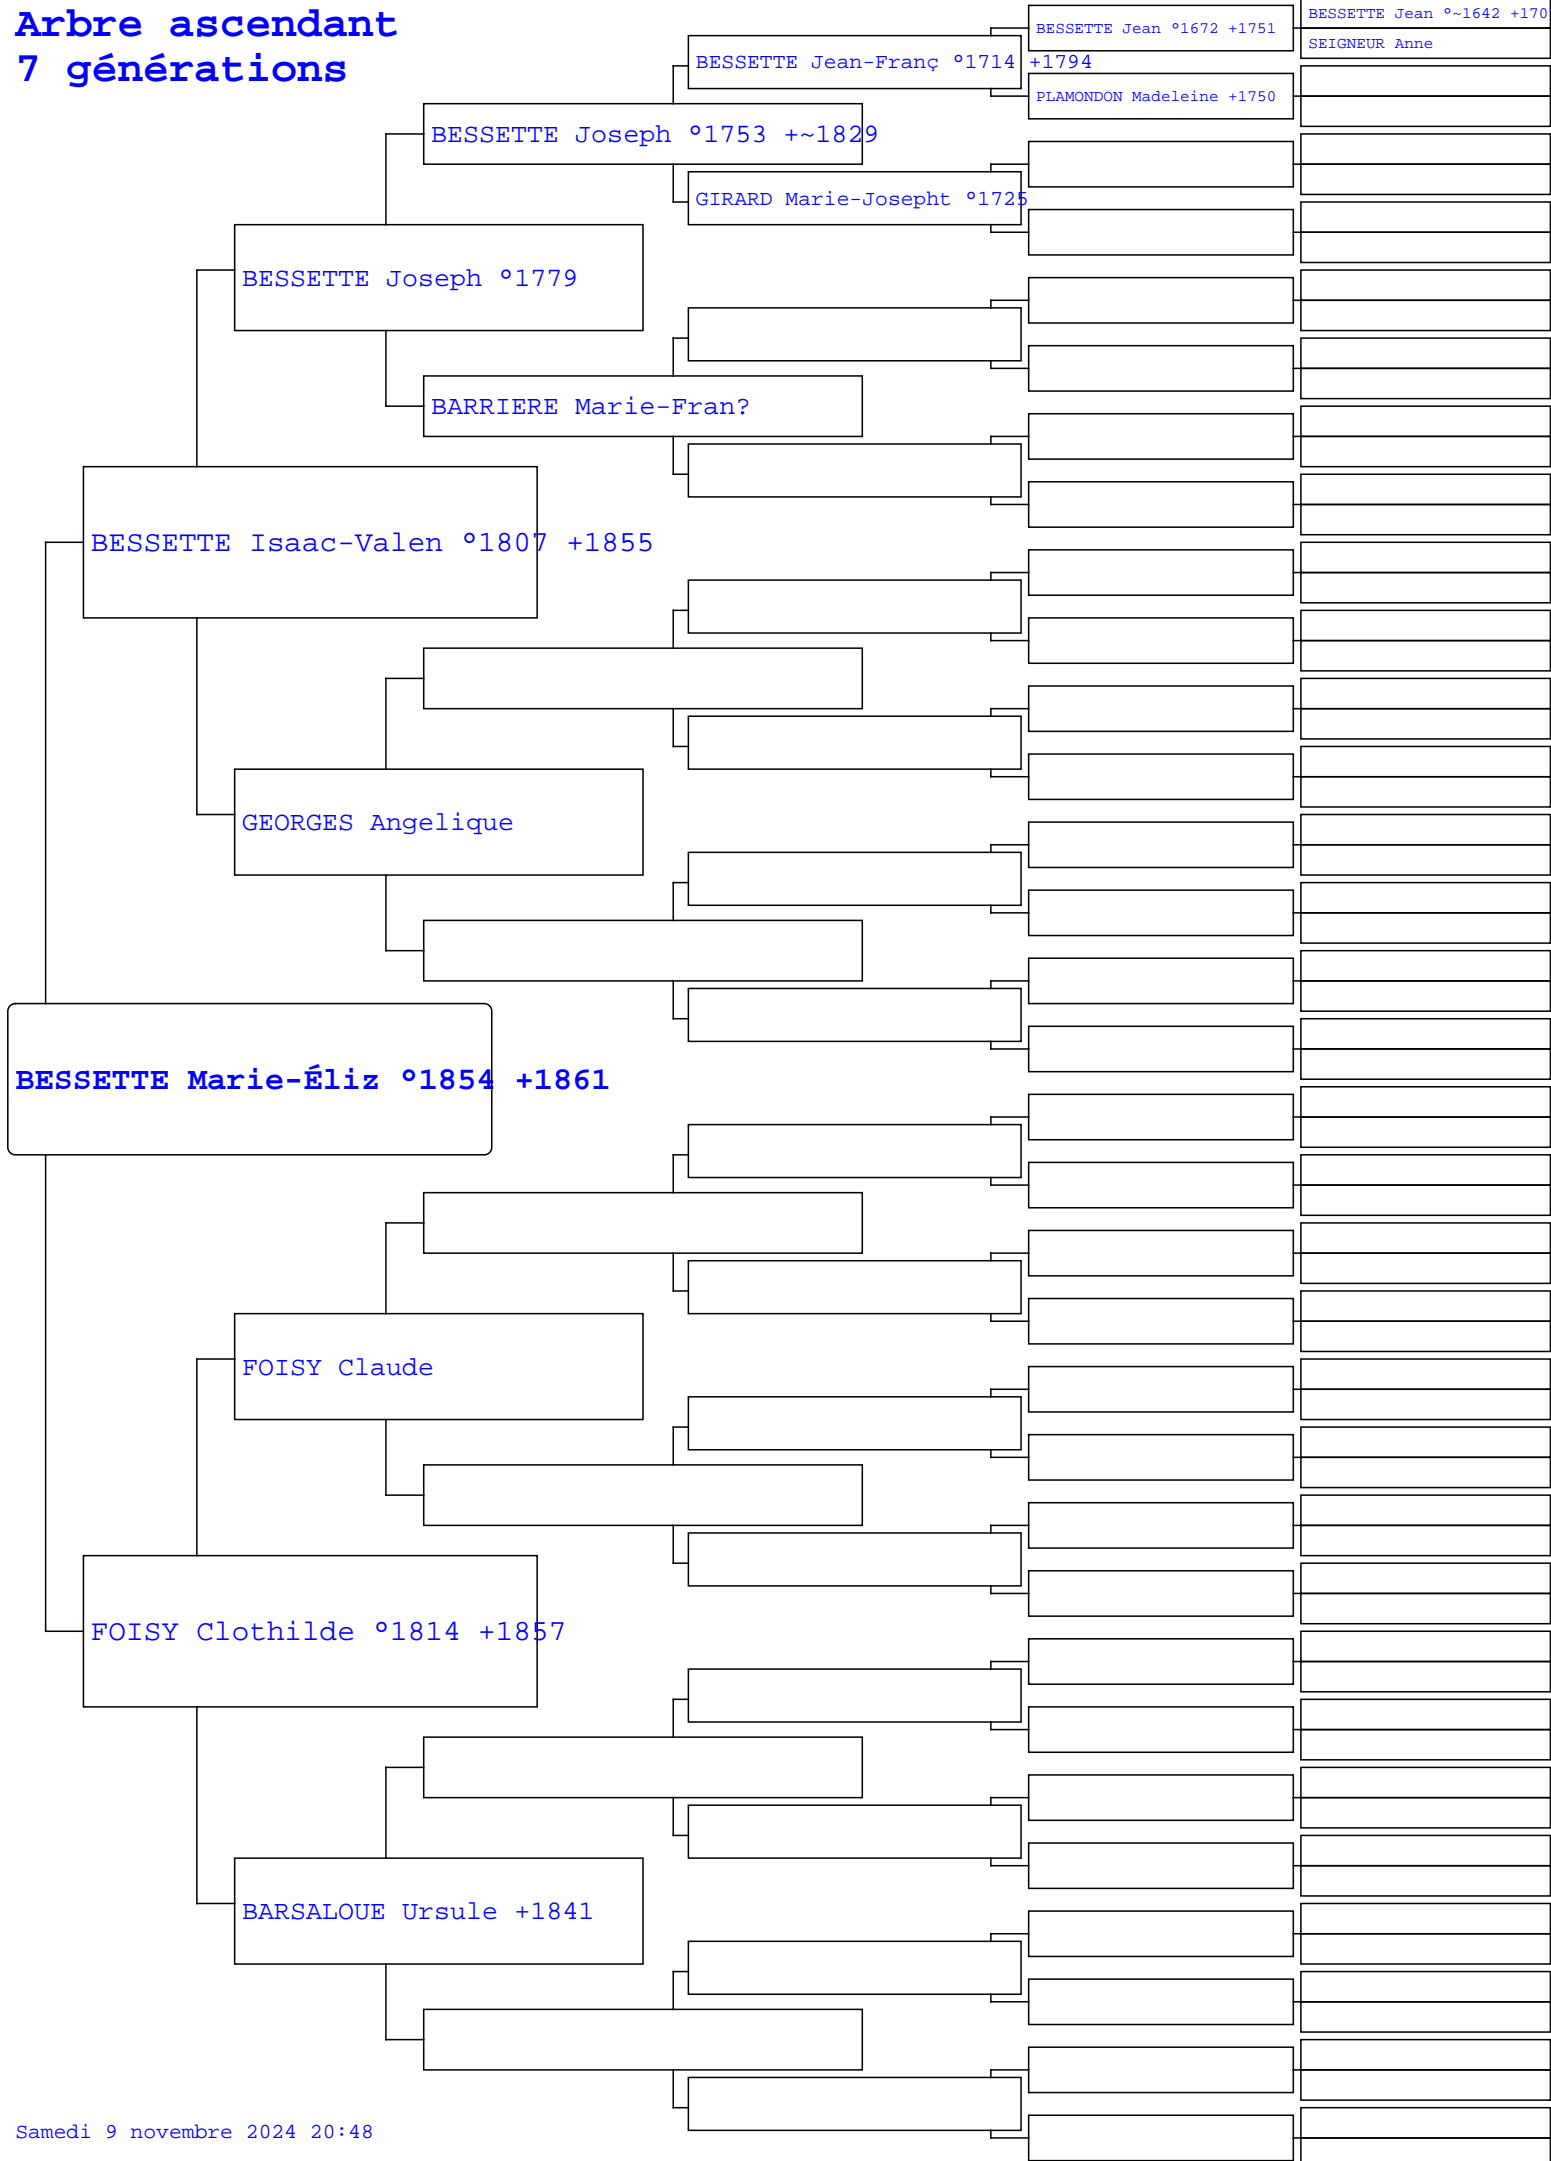 Arbre ascendant
7 générations
BESSETTE Jean °~1642 +170
SEIGNEUR Anne
BESSETTE Jean °1672 +1751
BESSETTE Jean-Franç °1714 +1794
PLAMONDON Madeleine +1750
BESSETTE Joseph °1753 +~1829
GIRARD Marie-Josepht °1725
BESSETTE Joseph °1779
BARRIERE Marie-Fran?
BESSETTE Isaac-Valen °1807 +1855
GEORGES Angelique
BESSETTE Marie-Éliz °1854 +1861
FOISY Claude
FOISY Clothilde °1814 +1857
BARSALOUE Ursule +1841
Samedi 9 novembre 2024 20:48